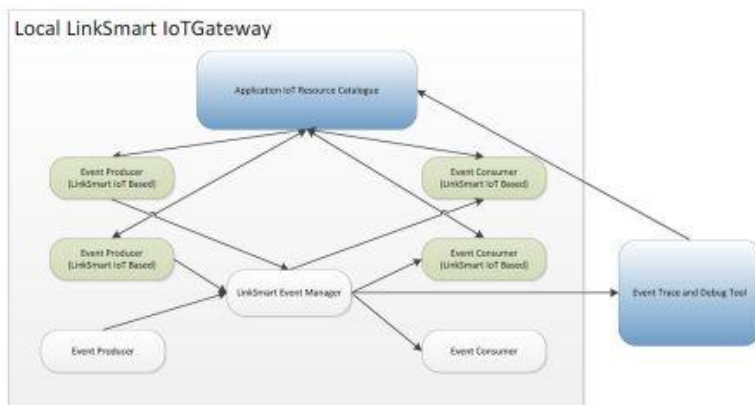 Local LinkSmart IoTGateway
Application IoT Resource Catalogue
Event Producer
(LinkSmart IoT Based)
Event Consumer
(LinkSmart IoT Based)
Event Producer
(LinkSmart IoT Based)
Event Consumer
(LinkSmart IoT Based)
LinkSmart Event Manager
Event Trace and Debug Tool
Event Producer
Event Consumer